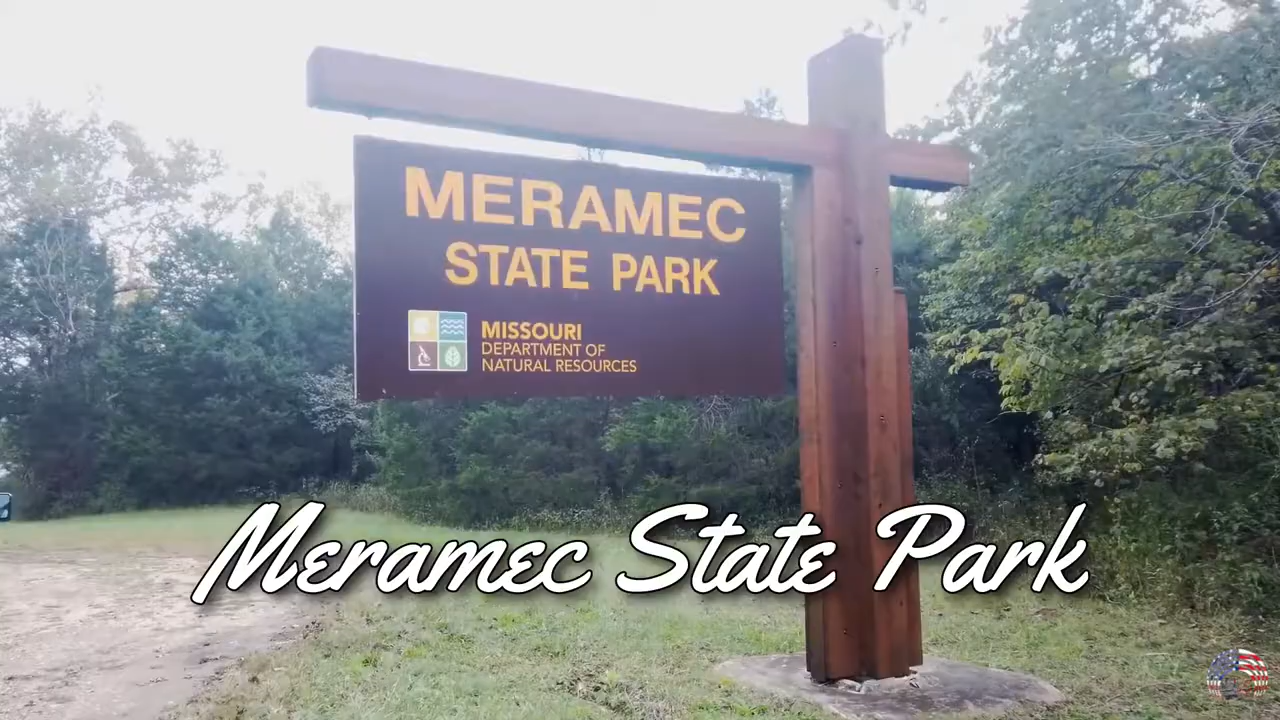 MERAMEC
STATE PARK
MISSOURI
DEPARTMENT OF
NATURAL RESOURCES
Meramec State Park